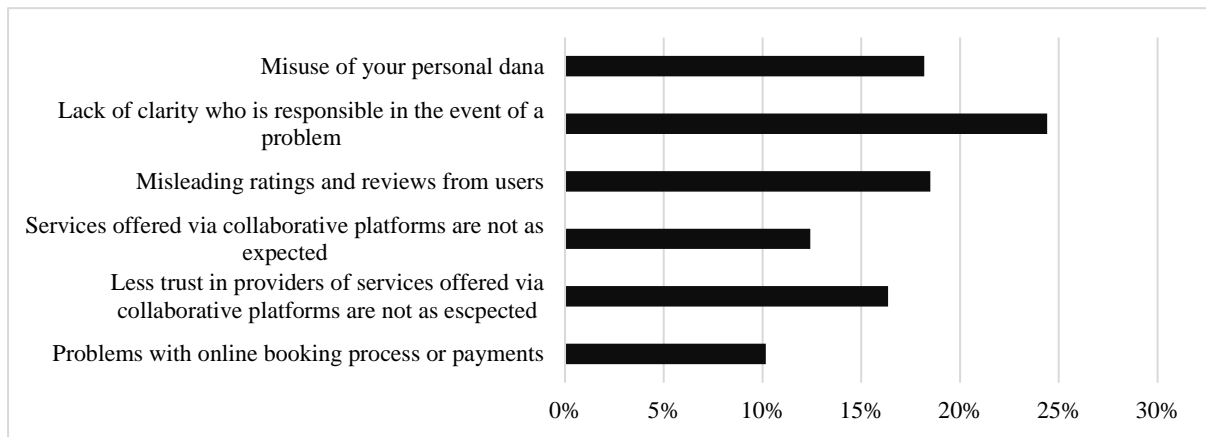 Misuse of your personal dana
Lack of clarity who is responsible in the event of a
problem
Misleading ratings and reviews from users
Services offered via collaborative platforms are not as
expected
Less trust in providers of services offered via
collaborative platforms are not as escpected
Problems with online booking process or payments
0% 5% 10% 15% 20% 25% 30%